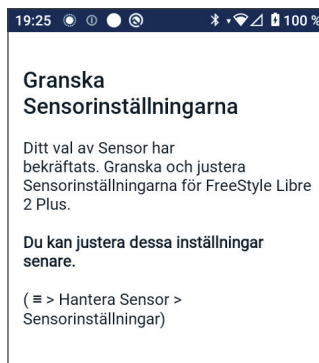 19:25 100 %
Granska
Sensorinställningarna
Ditt val av Sensor har
bekräftats. Granska och justera
Sensorinställningarna för FreeStyle Libre
2 Plus.
Du kan justera dessa inställningar
senare.
( ≡ > Hantera Sensor >
Sensorinställningar)